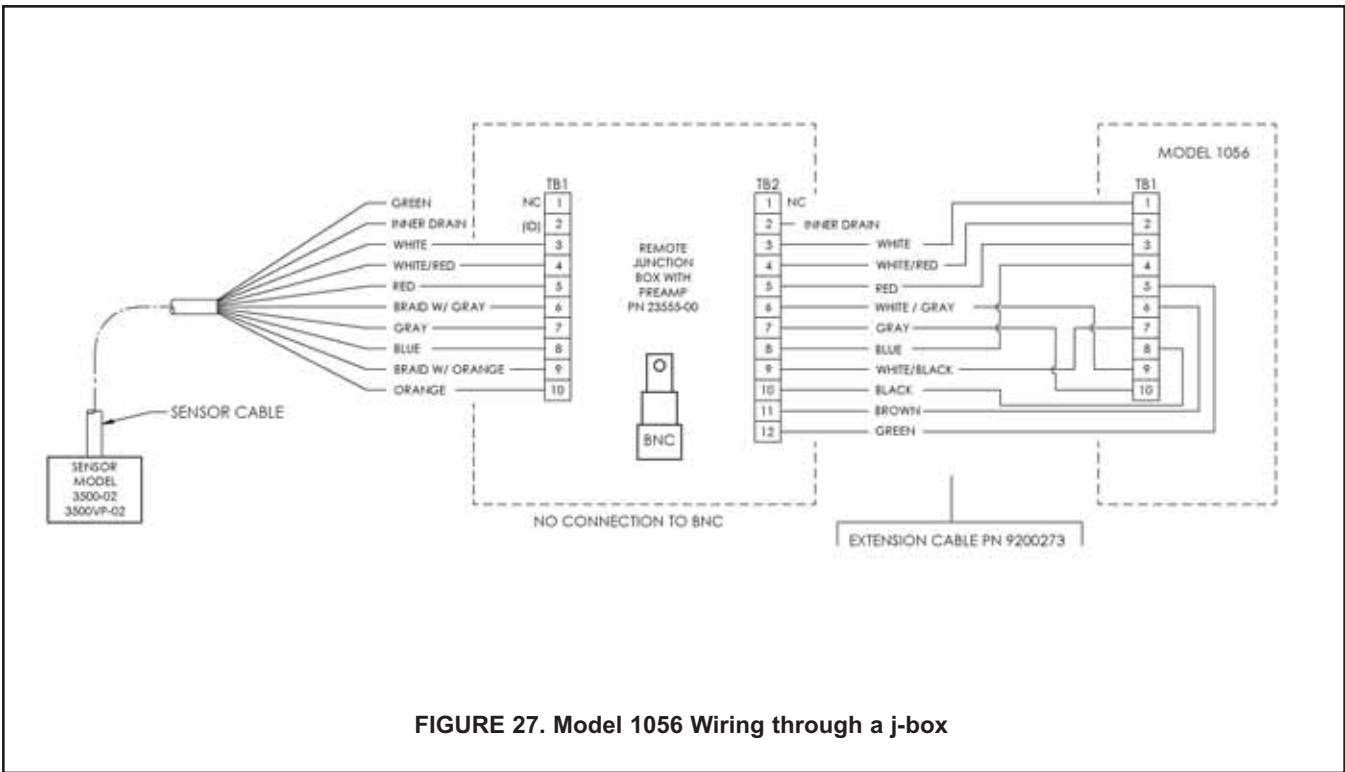 MODEL 1056
TB1
TB2
TB1
GREEN
NC
1
1
NC
1
INNER DRAIN
(ID)
2
2
INNER DRAIN
2
WHITE
3
REMOTE
JUNCTION
BOX WITH
PREAMP
PN 23555-00
3
WHITE
3
WHITE/RED
4
4
WHITE/RED
4
RED
5
5
RED
5
BRAID W/ GRAY
6
6
WHITE / GRAY
6
GRAY
7
7
GRAY
7
BLUE
8
8
BLUE
8
BRAID W/ ORANGE
9
9
WHITE/BLACK
9
ORANGE
10
10
BLACK
10
11
BROWN
12
GREEN
BNC
SENSOR CABLE
SENSOR
MODEL
3500-02
3500VP-02
NO CONNECTION TO BNC
EXTENSION CABLE PN 9200273
FIGURE 27. Model 1056 Wiring through a j-box